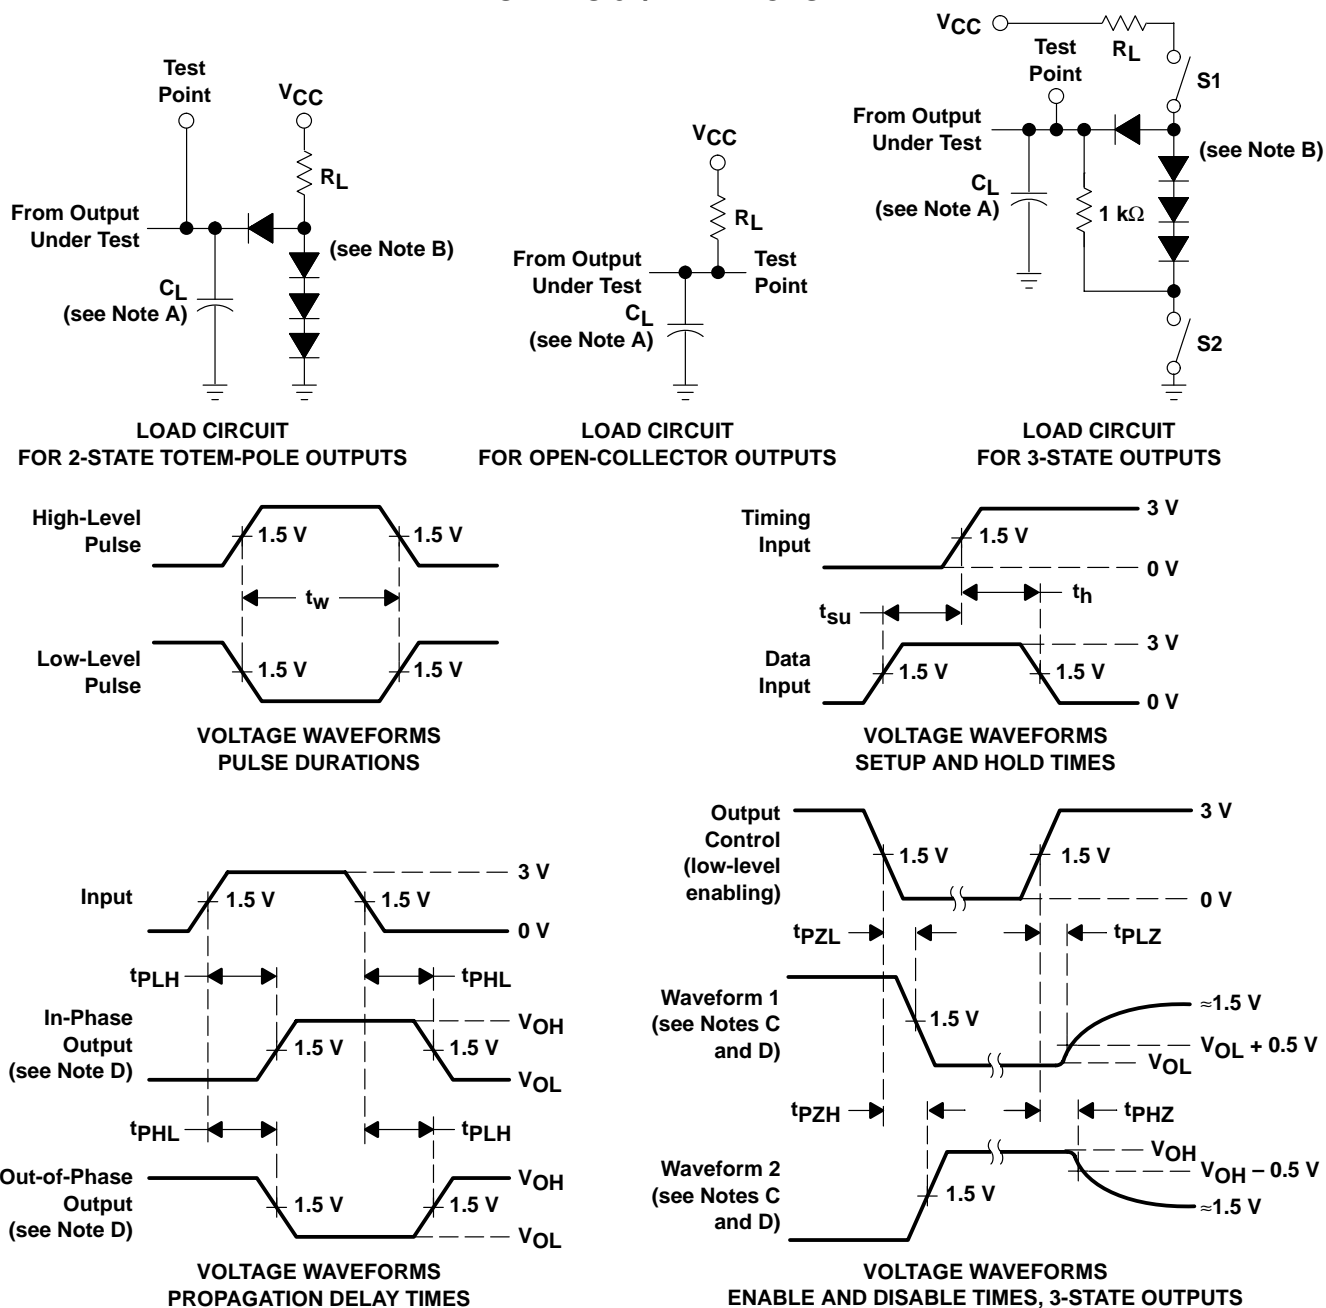 Test
Point
VCC
RL
From Output
Under Test
(see Note B)
CL
(see Note A)
LOAD CIRCUIT
FOR 2-STATE TOTEM-POLE OUTPUTS
VCC
RL
From Output
Under Test
Test
Point
CL
(see Note A)
LOAD CIRCUIT
FOR OPEN-COLLECTOR OUTPUTS
VCC
RL
Test
Point
S1
From Output
Under Test
(see Note B)
CL
(see Note A)
1 kΩ
S2
LOAD CIRCUIT
FOR 3-STATE OUTPUTS
High-Level
Pulse
1.5 V
1.5 V
tw
Low-Level
Pulse
1.5 V
1.5 V
VOLTAGE WAVEFORMS
PULSE DURATIONS
Timing
Input
3 V
1.5 V
0 V
th
tsu
3 V
Data
Input
1.5 V
1.5 V
0 V
VOLTAGE WAVEFORMS
SETUP AND HOLD TIMES
Input
3 V
1.5 V
1.5 V
0 V
tPLH
tPHL
In-Phase
Output
(see Note D)
VOH
1.5 V
1.5 V
VOL
tPHL
tPLH
Out-of-Phase
Output
(see Note D)
VOH
1.5 V
1.5 V
VOL
VOLTAGE WAVEFORMS
PROPAGATION DELAY TIMES
Output
Control
(low-level
enabling)
3 V
1.5 V
1.5 V
0 V
tPZL
tPLZ
Waveform 1
(see Notes C
and D)
≈1.5 V
1.5 V
VOL + 0.5 V
VOL
tPZH
tPHZ
Waveform 2
(see Notes C
and D)
VOH
VOH – 0.5 V
1.5 V
≈1.5 V
VOLTAGE WAVEFORMS
ENABLE AND DISABLE TIMES, 3-STATE OUTPUTS